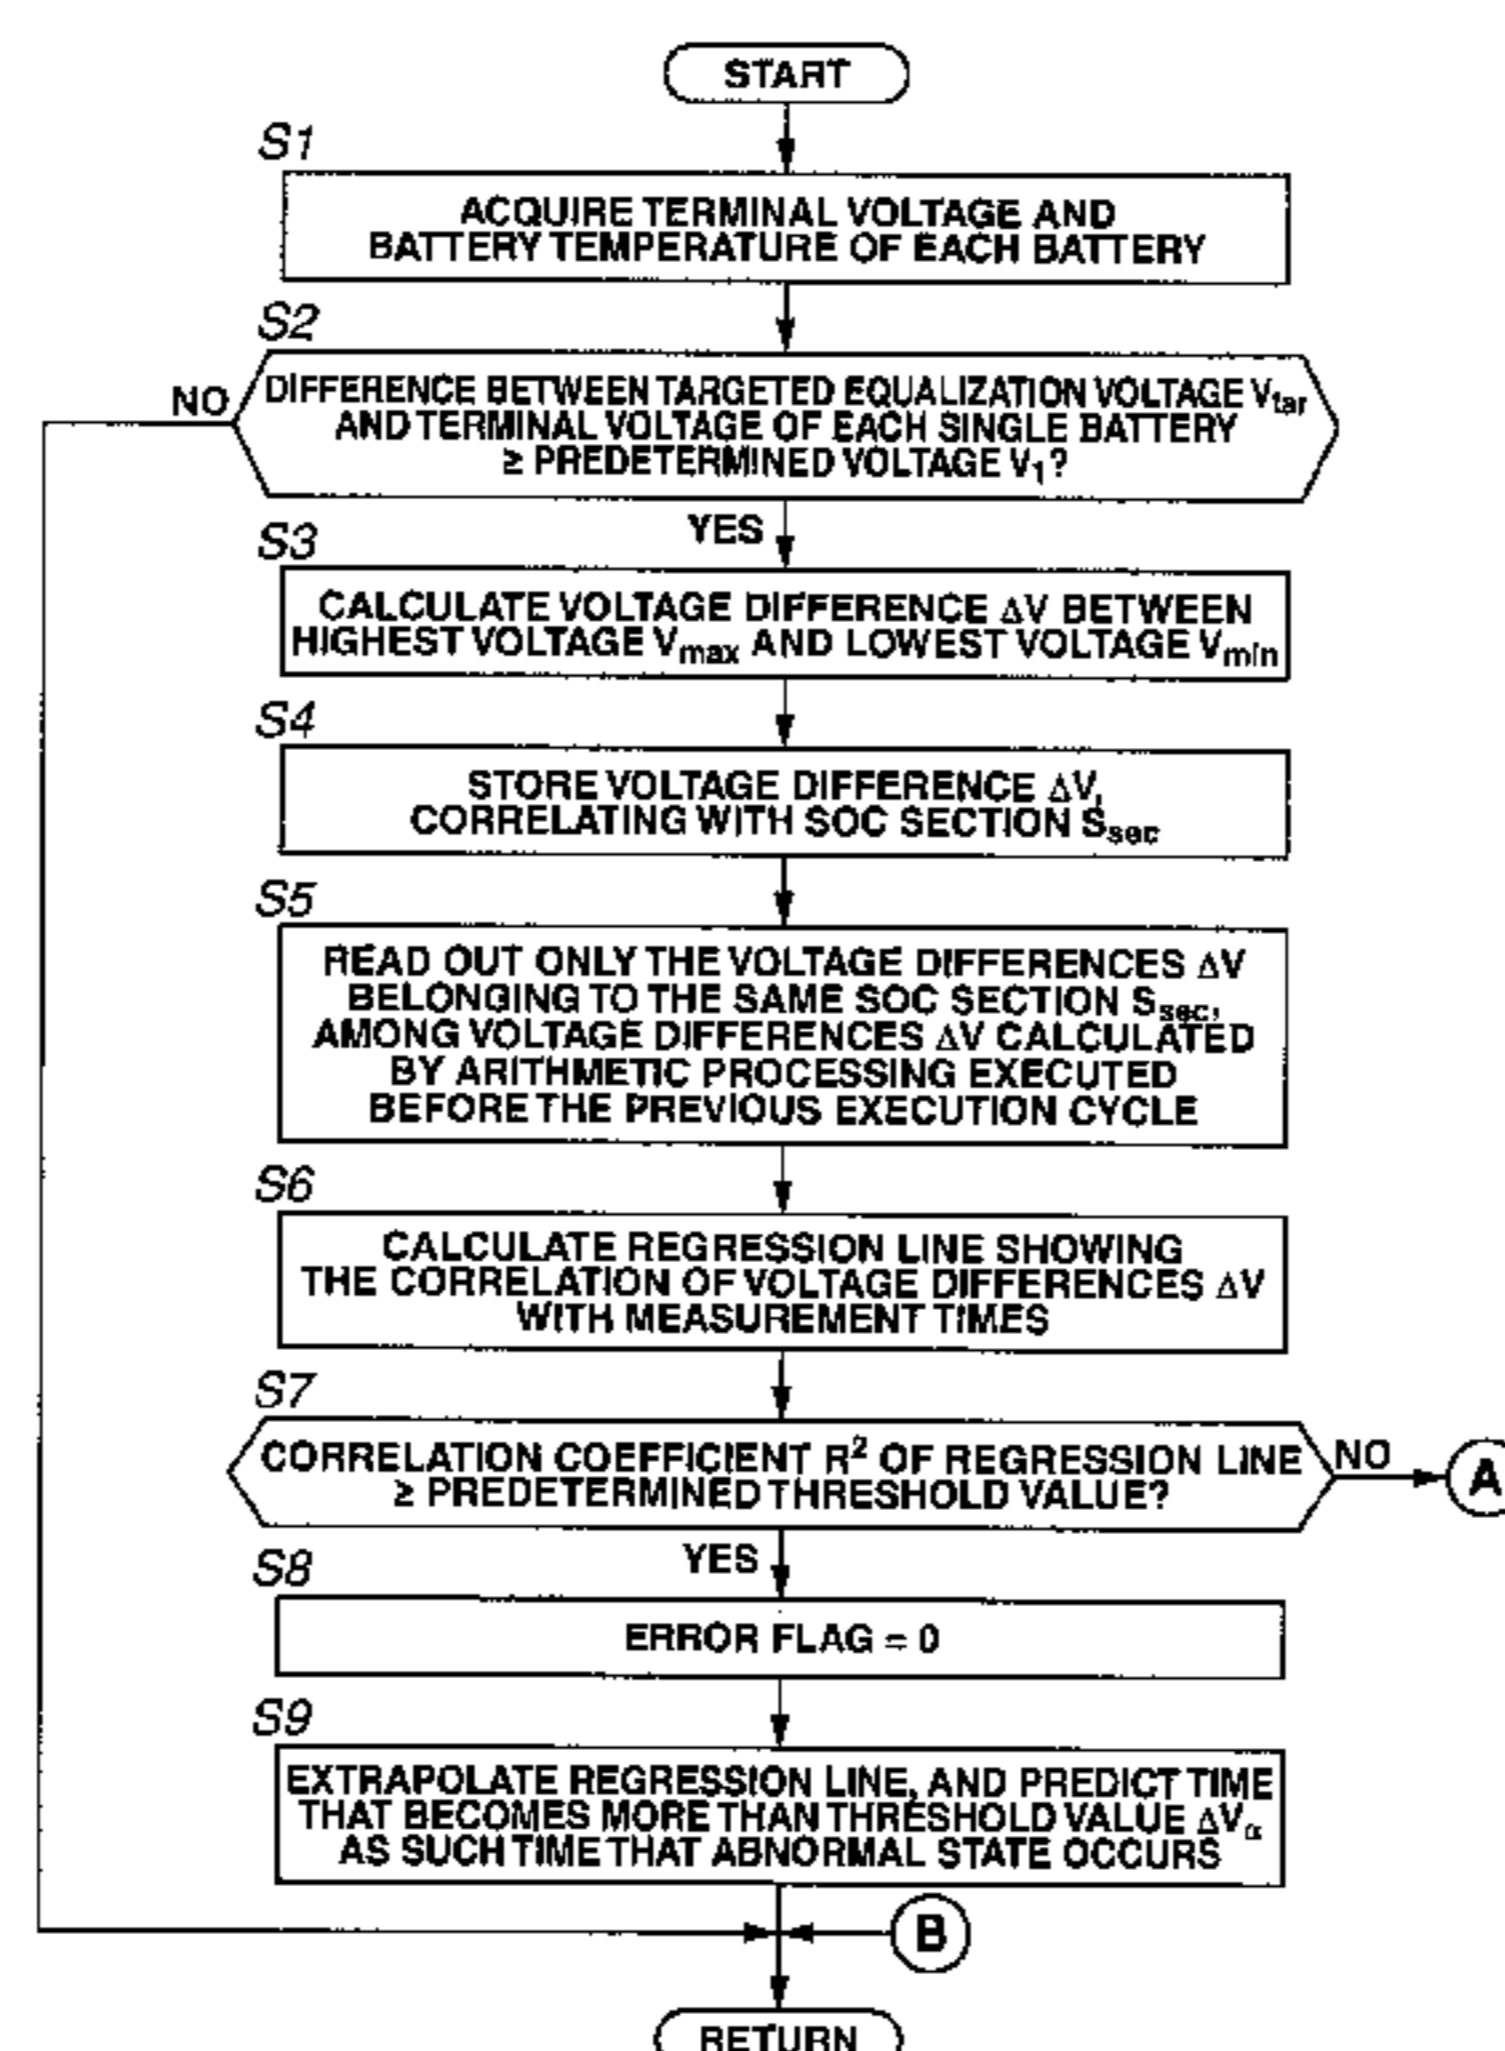 START
S1
ACQUIRE TERMINAL VOLTAGE AND
BATTERY TEMPERATURE OF EACH BATTERY
S2
NO
DIFFERENCE BETWEEN TARGETED EQUALIZATION VOLTAGE Vtar
AND TERMINAL VOLTAGE OF EACH SINGLE BATTERY
≥ PREDETERMINED VOLTAGE V1?
YES
S3
CALCULATE VOLTAGE DIFFERENCE ΔV BETWEEN
HIGHEST VOLTAGE Vmax AND LOWEST VOLTAGE Vmin
S4
STORE VOLTAGE DIFFERENCE ΔV,
CORRELATING WITH SOC SECTION Ssec
S5
READ OUT ONLY THE VOLTAGE DIFFERENCES ΔV
BELONGING TO THE SAME SOC SECTION Ssec,
AMONG VOLTAGE DIFFERENCES ΔV CALCULATED
BY ARITHMETIC PROCESSING EXECUTED
BEFORE THE PREVIOUS EXECUTION CYCLE
S6
CALCULATE REGRESSION LINE SHOWING
THE CORRELATION OF VOLTAGE DIFFERENCES ΔV
WITH MEASUREMENT TIMES
S7
CORRELATION COEFFICIENT R² OF REGRESSION LINE
≥ PREDETERMINED THRESHOLD VALUE?
NO
A
YES
S8
ERROR FLAG = 0
S9
EXTRAPOLATE REGRESSION LINE, AND PREDICT TIME
THAT BECOMES MORE THAN THRESHOLD VALUE ΔVα
AS SUCH TIME THAT ABNORMAL STATE OCCURS
B
RETURN